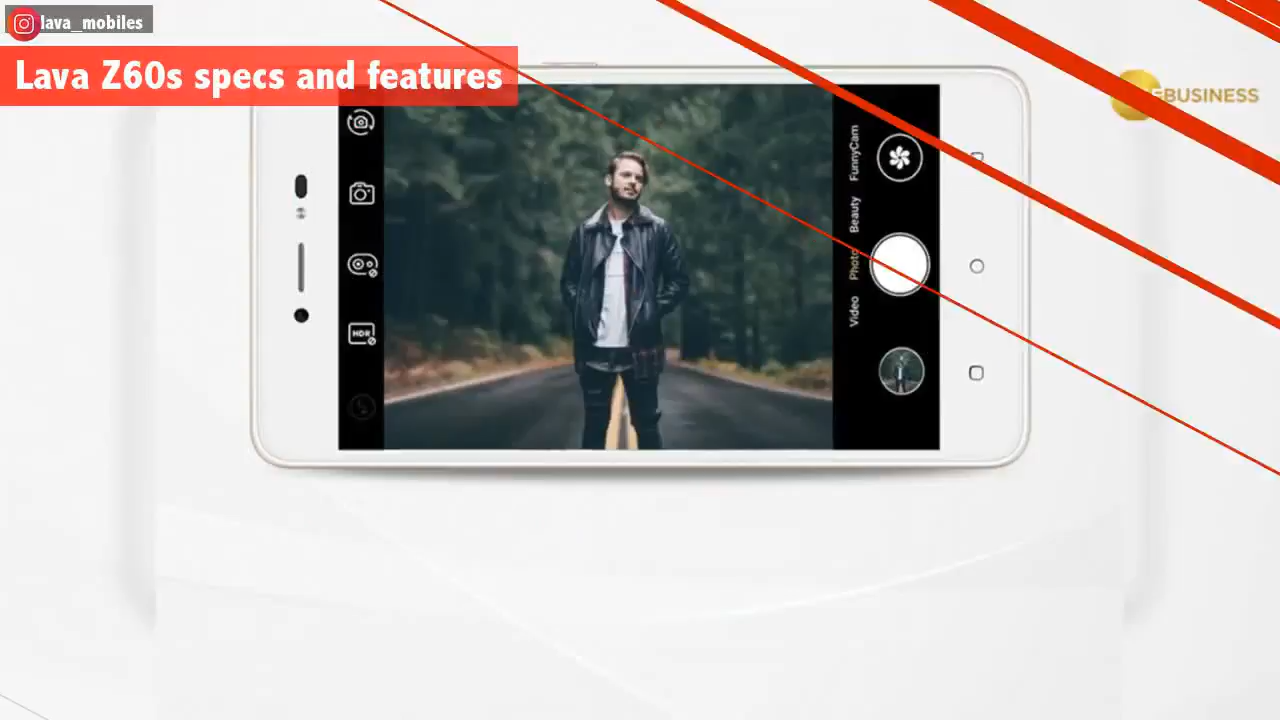 lava_mobiles
Lava Z60s specs and features
BUSINESS
FunnyCam
Beauty
Photo
Video
HDR